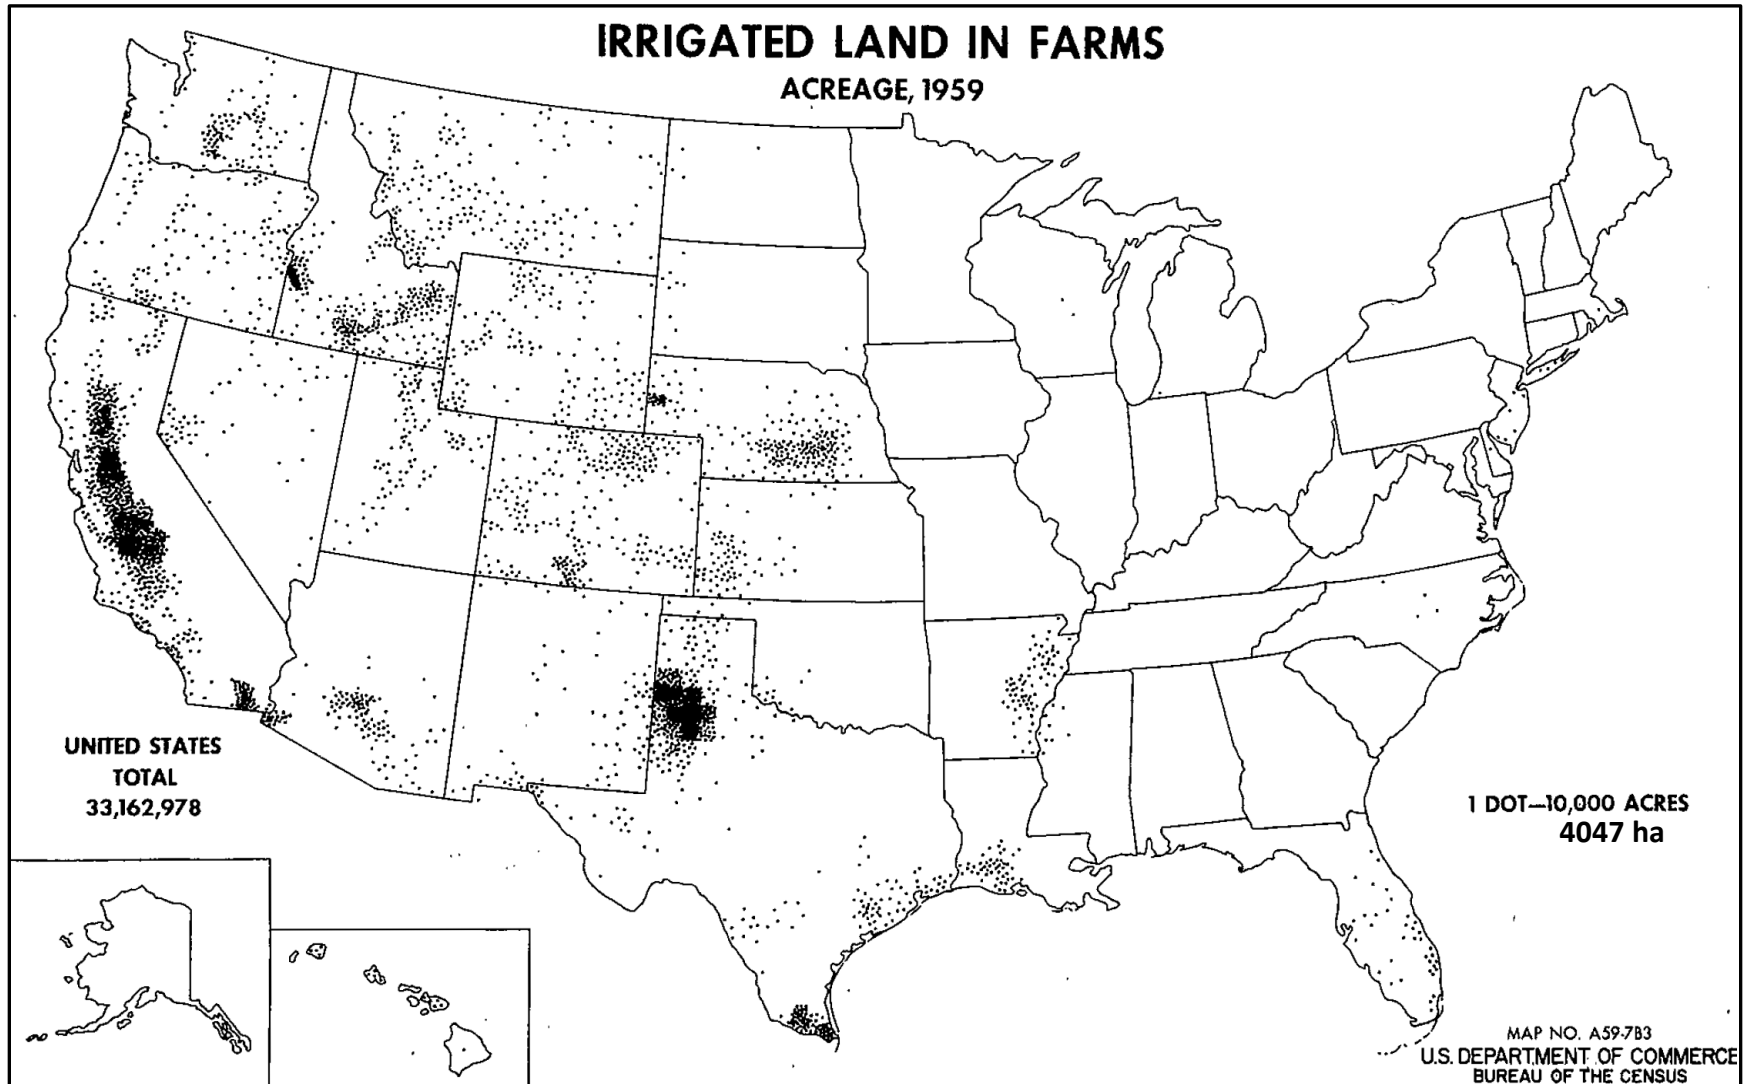 IRRIGATED LAND IN FARMS
ACREAGE, 1959
UNITED STATES
TOTAL
33,162,978
1 DOT—10,000 ACRES
4047 ha
MAP NO. A59-7B3
U.S. DEPARTMENT OF COMMERCE
BUREAU OF THE CENSUS